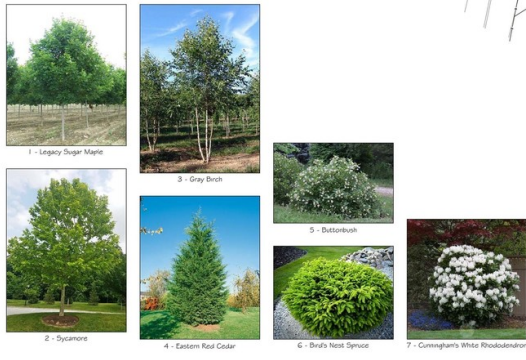 1 - Legacy Sugar Maple
3 - Gray Birch
5 - Buttonbush
2 - Sycamore
4 - Eastern Red Cedar
6 - Bird's Nest Spruce
7 - Cunningham's White Rhododendron